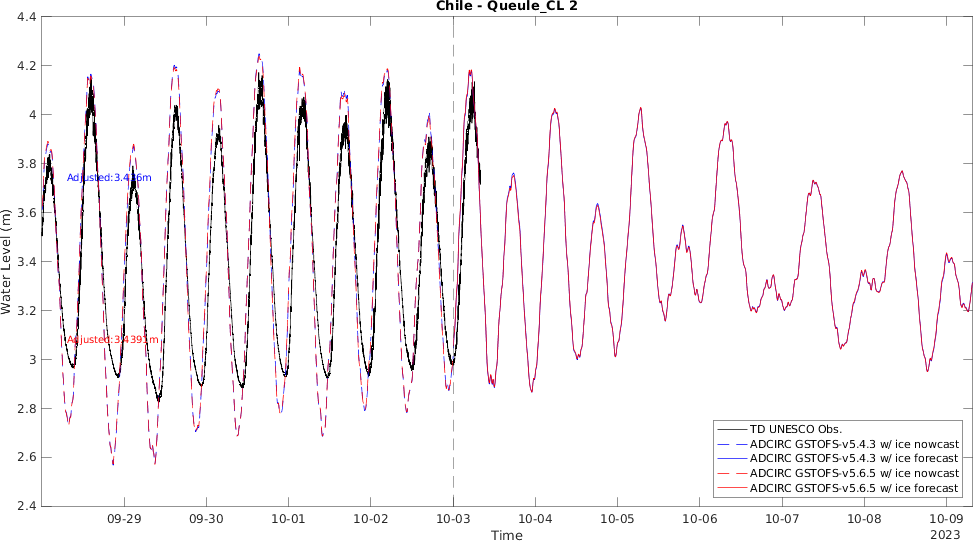 Chile - Queule_CL 2
4.4
4.2
4
3.8
3.6
3.4
3.2
3
2.8
2.6
2.4
Water Level (m)
Adjusted:3.436m
Adjusted:3.4391m
TD UNESCO Obs.
ADCIRC GSTOFS-v5.4.3 w/ ice nowcast
ADCIRC GSTOFS-v5.4.3 w/ ice forecast
ADCIRC GSTOFS-v5.6.5 w/ ice nowcast
ADCIRC GSTOFS-v5.6.5 w/ ice forecast
09-29 09-30 10-01 10-02 10-03 10-04 10-05 10-06 10-07 10-08 10-09
2023
Time